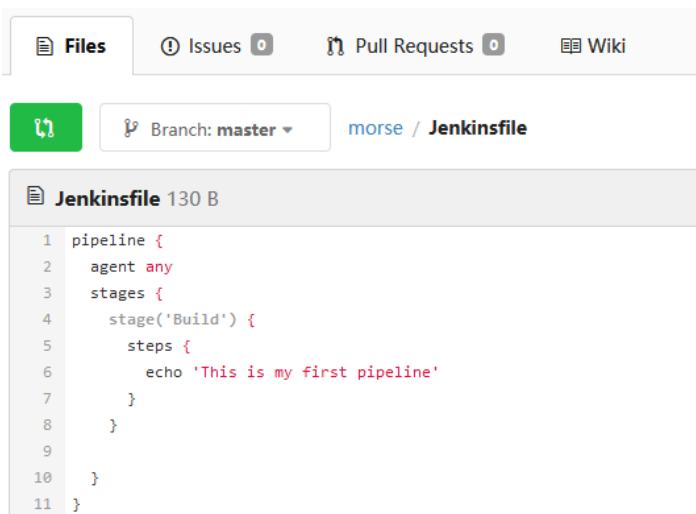 Files Issues 0 Pull Requests 0 Wiki
Branch: master morse / Jenkinsfile
Jenkinsfile 130 B
1 pipeline {
2   agent any
3   stages {
4     stage('Build') {
5       steps {
6         echo 'This is my first pipeline'
7       }
8     }
9
10   }
11 }